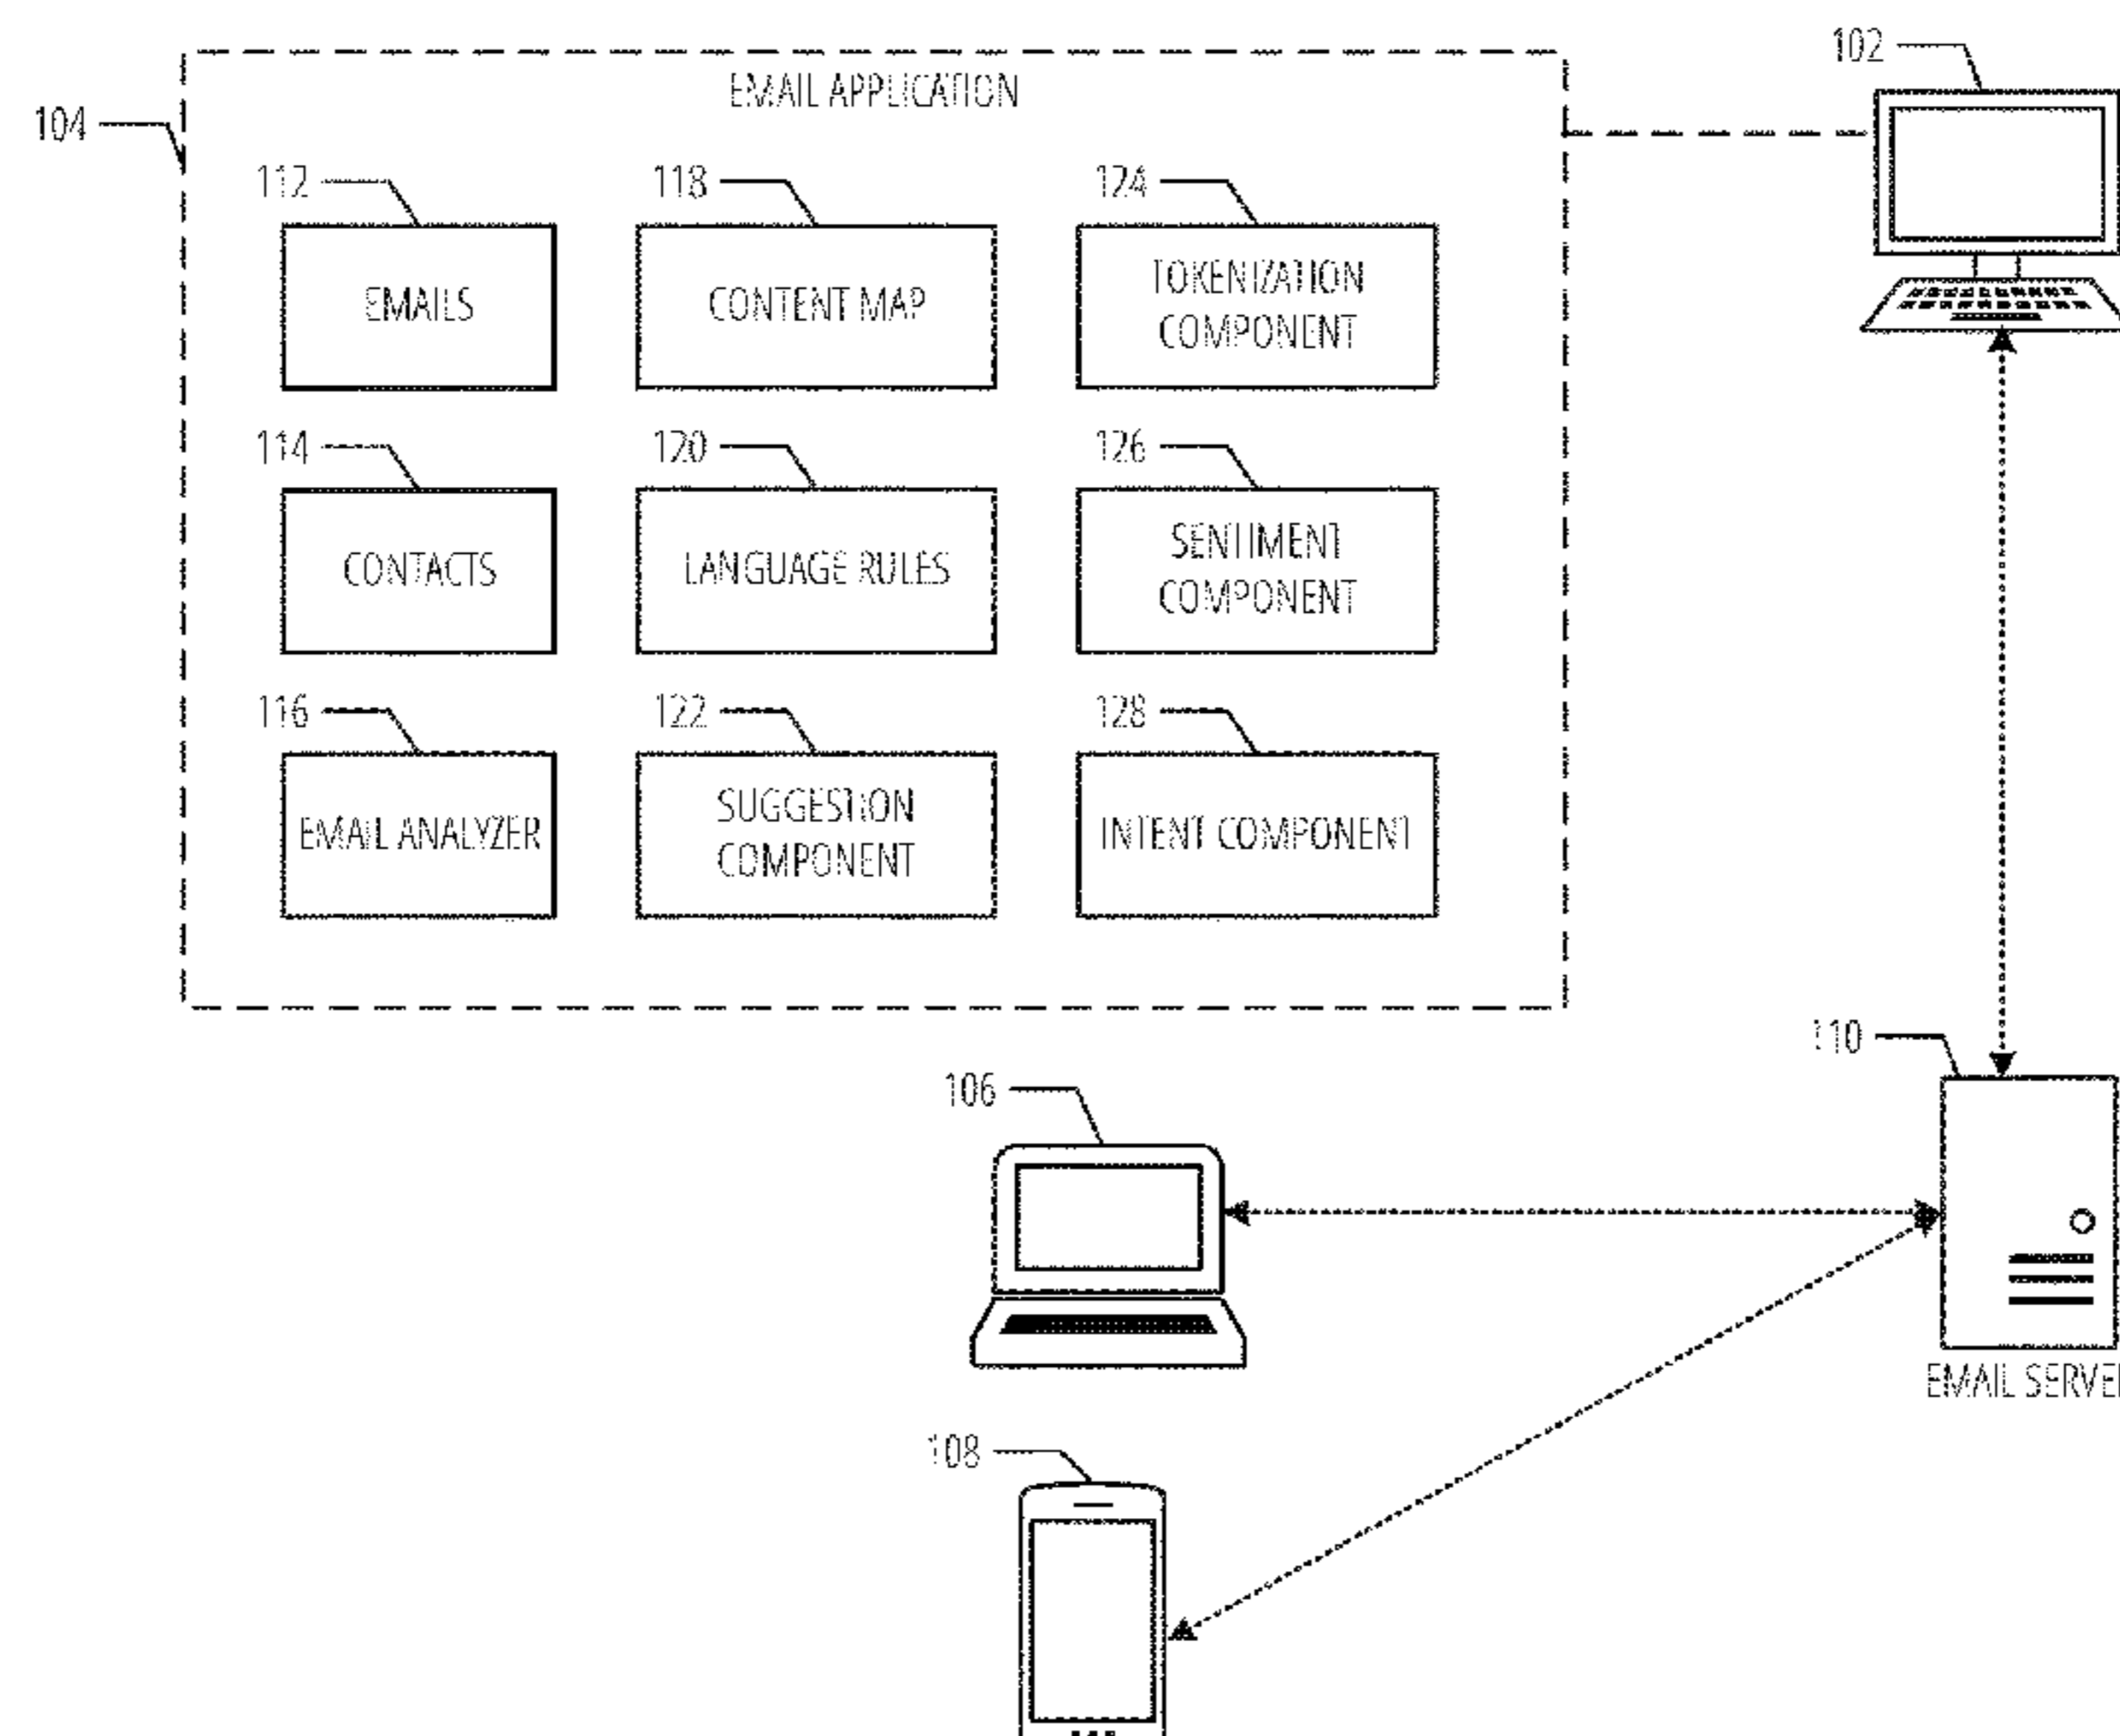 102
EMAIL APPLICATION
104
112
118
124
EMAILS
CONTENT MAP
TOKENIZATION
COMPONENT
114
120
126
CONTACTS
LANGUAGE RULES
SENTIMENT
COMPONENT
116
122
128
EMAIL ANALYZER
SUGGESTION
COMPONENT
INTENT COMPONENT
110
106
EMAIL SERVER
108